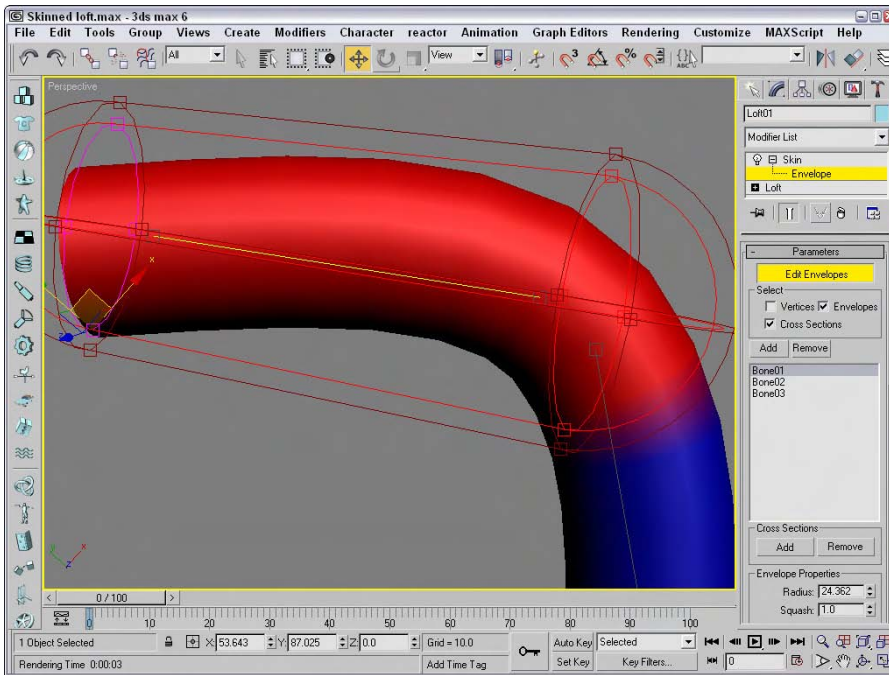 Skinned loft.max - 3ds max 6
File Edit Tools Group Views Create Modifiers Character reactor Animation Graph Editors Rendering Customize MAXScript Help
All View 3 % ABC
Perspective
Loft01
Modifier List
Skin
Envelope
Loft
Parameters
Edit Envelopes
Select
Vertices Envelopes
Cross Sections
Add Remove
Bone01
Bone02
Bone03
Cross Sections
Add Remove
Envelope Properties
Radius: 24.362
Squash: 1.0
x
z
y x
z
< 0 / 100 >
0 10 20 30 40 50 60 70 80 90 100
1 Object Selected X: 53.643 Y: 87.025 Z: 0.0 Grid = 10.0 Auto Key Selected
Rendering Time 0:00:03 Add Time Tag Set Key Key Filters... 0